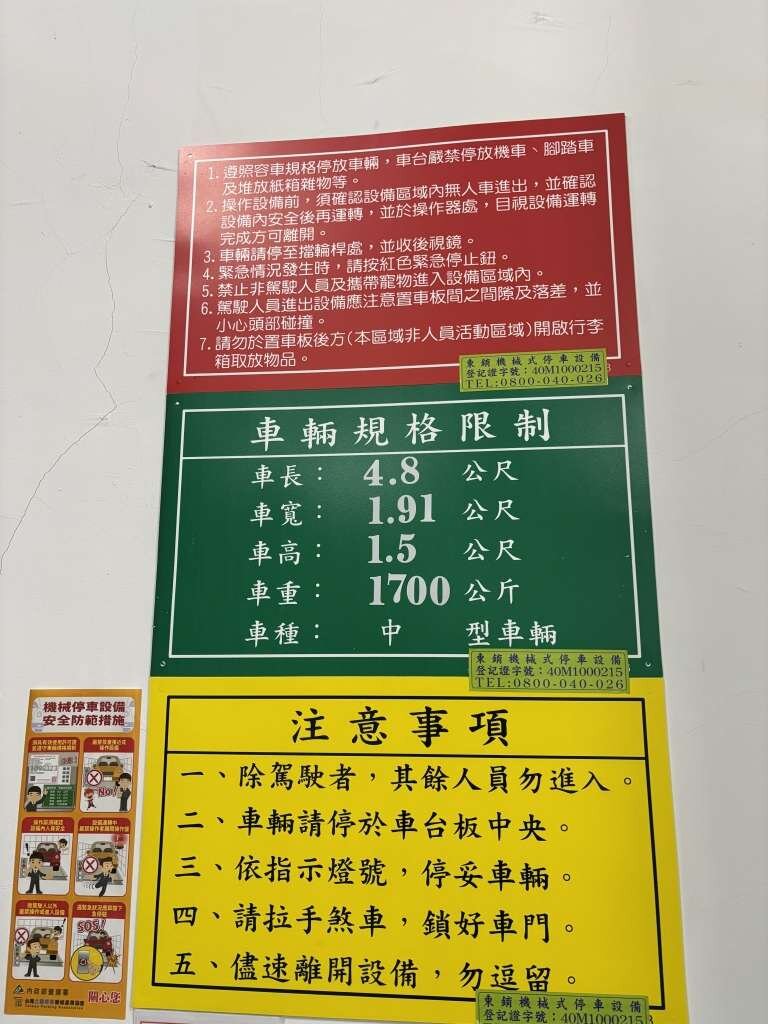 1. 遵照容車規格停放車輛，車台嚴禁停放機車、腳踏車
及堆放紙箱雜物等。
2. 操作設備前，須確認設備區域內無人車進出，並確認
設備內安全後再運轉，並於操作器處，目視設備運轉
完成方可離開。
3. 車輛請停至擋輪桿處，並收後視鏡。
4. 緊急情況發生時，請按紅色緊急停止鈕。
5. 禁止非駕駛人員及攜帶寵物進入設備區域內。
6. 駕駛人員進出設備應注意置車板間之間隙及落差，並
小心頭部碰撞。
7. 請勿於置車板後方(本區域非人員活動區域)開啟行李
箱取放物品。
東銷機械式停車設備
登記證字號：40M1000215
TEL:0800-040-026
車輛規格限制
車長： 4.8 公尺
車寬： 1.91 公尺
車高： 1.5 公尺
車重： 1700 公斤
車種： 中 型車輛
東銷機械式停車設備
登記證字號：40M1000215
TEL:0800-040-026
注意事項
一、除駕駛者，其餘人員勿進入。
二、車輛請停於車台板中央。
三、依指示燈號，停妥車輛。
四、請拉手煞車，鎖好車門。
五、儘速離開設備，勿逗留。
東銷機械式停車設備
登記證字號：40M1000215
機械停車設備
安全防範措施
No!
SOS!
內政部營建署
關心您